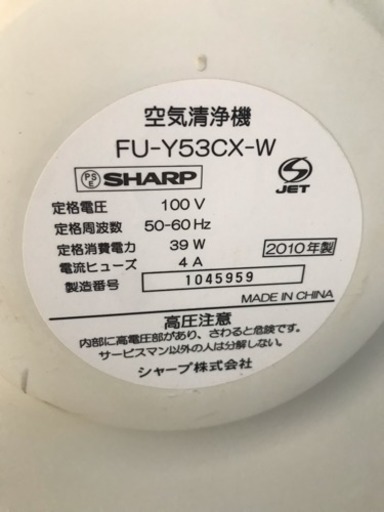 空気清浄機
FU-Y53CX-W
PSE SHARP
JET
定格電圧 100 V
定格周波数 50-60 Hz
定格消費電力 39 W
2010年製
電流ヒューズ 4 A
製造番号 1045959
MADE IN CHINA
高圧注意
内部に高電圧部があり、さわると危険です。
サービスマン以外の人は分解しない。
シャープ株式会社